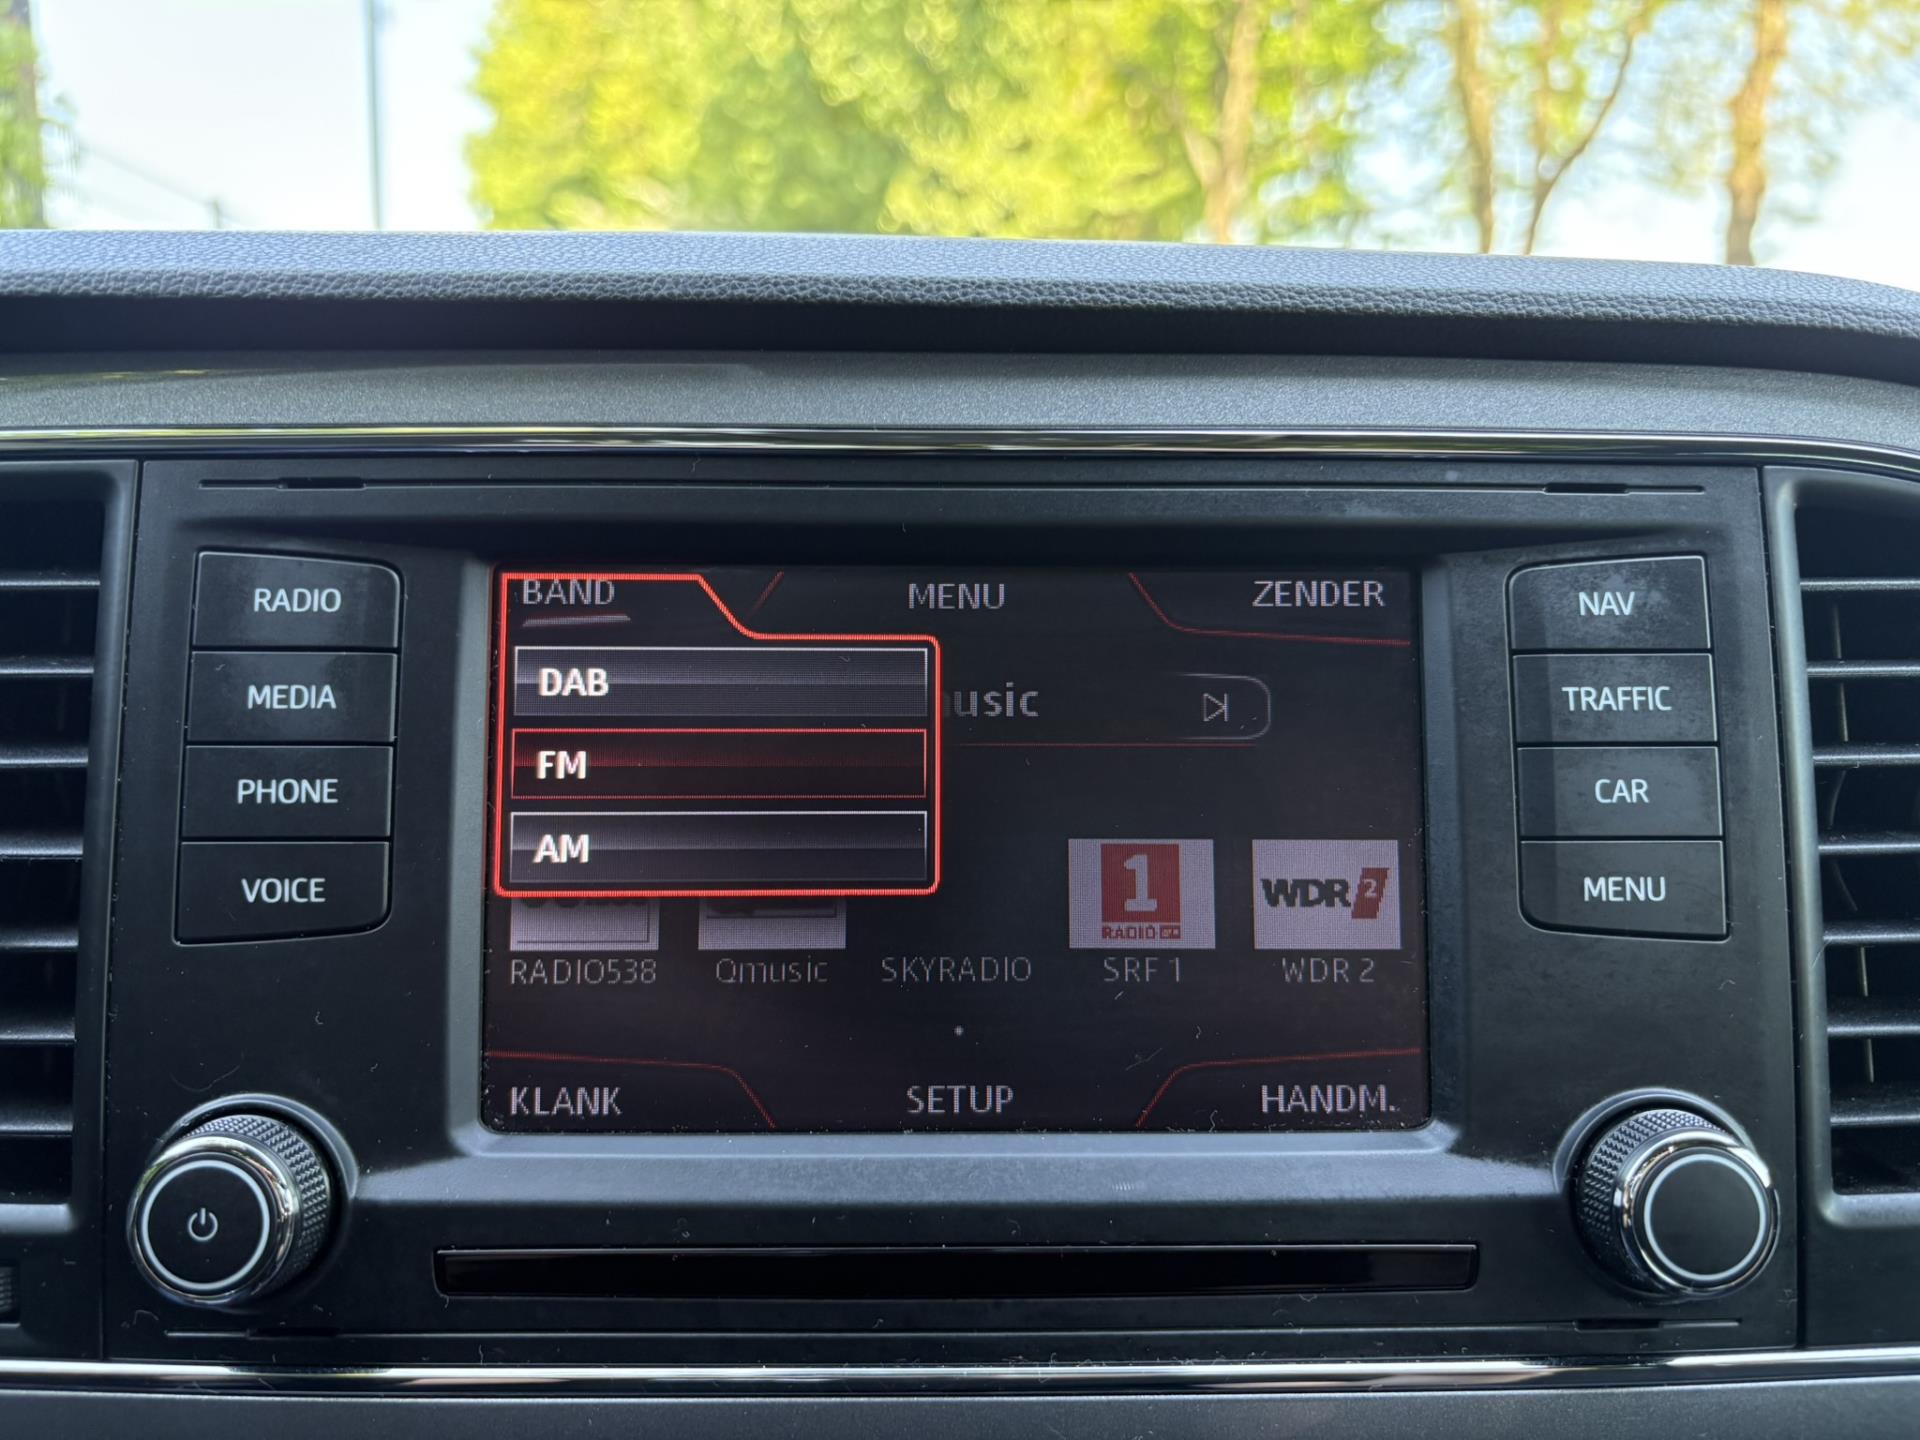 RADIO
MEDIA
PHONE
VOICE
BAND
MENU
ZENDER
DAB
FM
AM
usic
1
RADIO
WDR 2
RADIO538
Qmusic
SKYRADIO
SRF 1
WDR 2
KLANK
SETUP
HANDM.
NAV
TRAFFIC
CAR
MENU